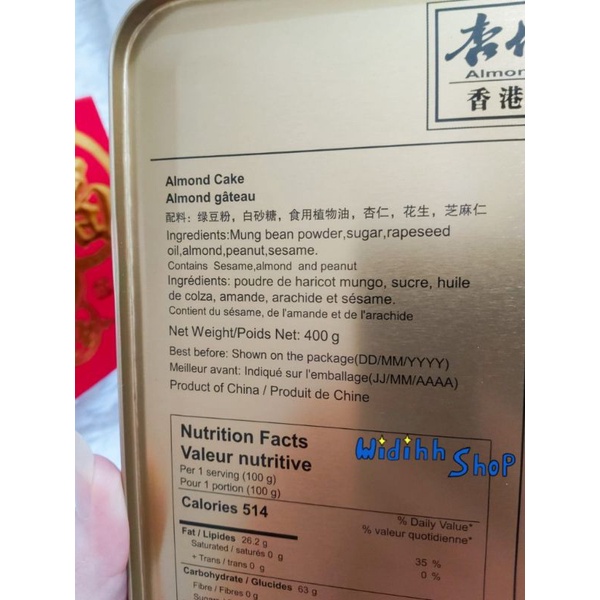 杏
Almon
香港
Almond Cake
Almond gâteau
配料：绿豆粉，白砂糖，食用植物油，杏仁，花生，芝麻仁
Ingredients:Mung bean powder,sugar,rapeseed
oil,almond,peanut,sesame.
Contains Sesame,almond and peanut
Ingrédients: poudre de haricot mungo, sucre, huile
de colza, amande, arachide et sésame.
Contient du sésame, de l'amande et de l'arachide
Net Weight/Poids Net: 400 g
Best before: Shown on the package(DD/MM/YYYY)
Meilleur avant: Indiqué sur l'emballage(JJ/MM/AAAA)
Product of China / Produit de Chine
Nutrition Facts
Valeur nutritive
Widihh Shop
Per 1 serving (100 g)
Pour 1 portion (100 g)
Calories 514
% Daily Value*
% valeur quotidienne*
Fat / Lipides 26.2 g 35 %
Saturated / saturés 0 g
+ Trans / trans 0 g 0 %
Carbohydrate / Glucides 63 g
Fibre / Fibres 0 g